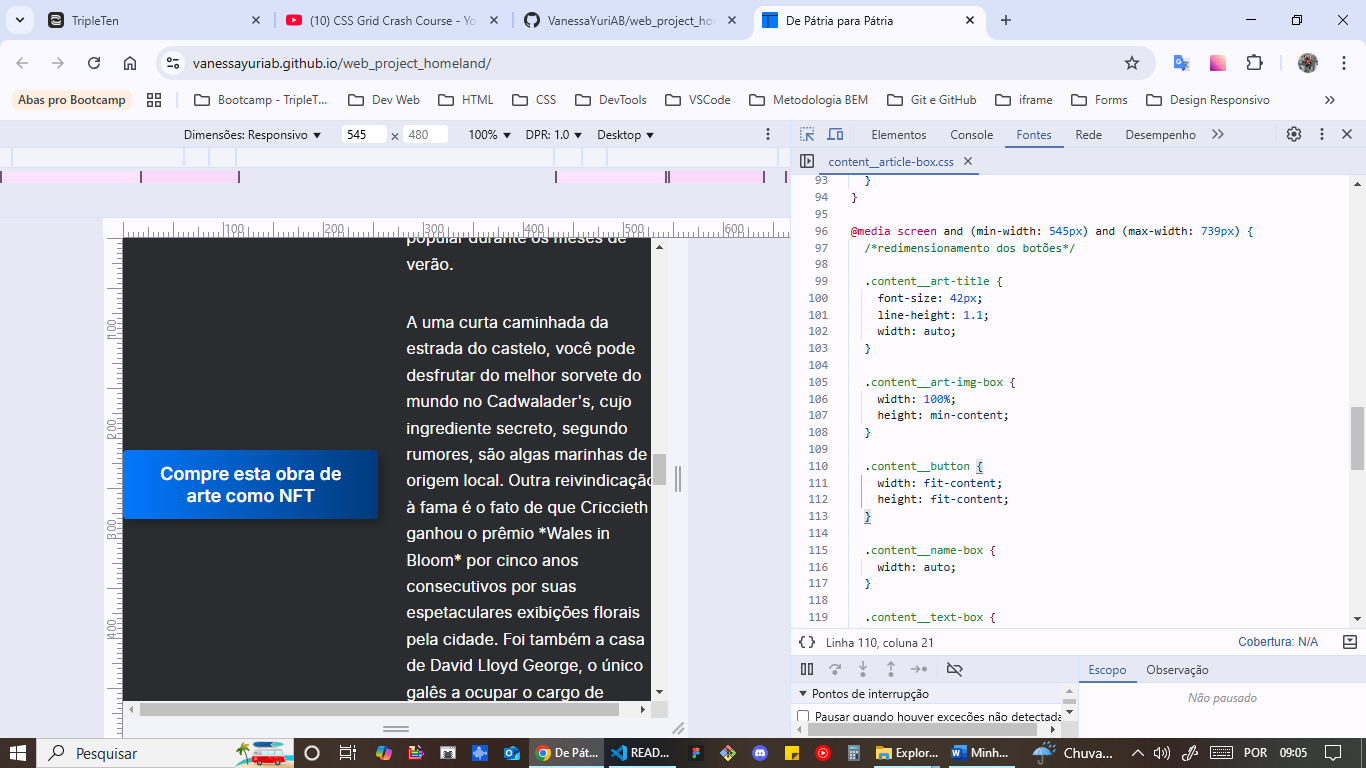 TripleTen
(10) CSS Grid Crash Course - Yo
VanessaYuriAB/web_project_hom
De Pátria para Pátria
vanessayuriab.github.io/web_project_homeland/
Abas pro Bootcamp
Bootcamp - TripleT...
Dev Web
HTML
CSS
DevTools
VSCode
Metodologia BEM
Git e GitHub
iframe
Forms
Design Responsivo
Dimensões: Responsivo
545
×
480
100%
DPR: 1.0
Desktop
Elementos
Console
Fontes
Rede
Desempenho
content__article-box.css
100
200
300
400
500
600
100
200
300
400
popular durante os meses de
verão.
A uma curta caminhada da
estrada do castelo, você pode
desfrutar do melhor sorvete do
mundo no Cadwalader's, cujo
ingrediente secreto, segundo
rumores, são algas marinhas de
origem local. Outra reivindicação
à fama é o fato de que Criccieth
ganhou o prêmio *Wales in
Bloom* por cinco anos
consecutivos por suas
espetaculares exibições florais
pela cidade. Foi também a casa
de David Lloyd George, o único
galês a ocupar o cargo de
Compre esta obra de
arte como NFT
93 }
94 }
95
96 @media screen and (min-width: 545px) and (max-width: 739px) {
97 /*redimensionamento dos botões*/
98
99 .content__art-title {
100 font-size: 42px;
101 line-height: 1.1;
102 width: auto;
103 }
104
105 .content__art-img-box {
106 width: 100%;
107 height: min-content;
108 }
109
110 .content__button {
111 width: fit-content;
112 height: fit-content;
113 }
114
115 .content__name-box {
116 width: auto;
117 }
118
119 .content__text-box {
{} Linha 110, coluna 21
Cobertura: N/A
Escopo
Observação
Pontos de interrupção
Não pausado
Pausar quando houver exceções não detectada
Pesquisar
De Pát...
READ...
Explor...
Minh...
Chuva...
POR
09:05